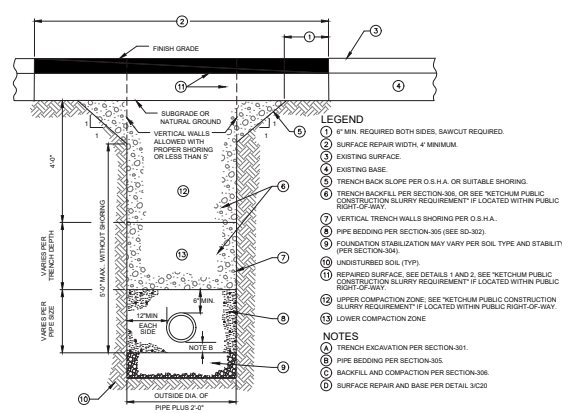 2
1
3
FINISH GRADE
11
4
SUBGRADE OR
NATURAL GROUND
VERTICAL WALLS
ALLOWED WITH
PROPER SHORING
OR LESS THAN 5'
1
1
1
1
5
4'-0"
12
6
VARIES PER
TRENCH DEPTH
5'-0" MAX. WITHOUT SHORING
13
7
VARIES PER
PIPE SIZE
6"MIN.
12"MIN
EACH
SIDE
8
NOTE B
9
10
OUTSIDE DIA. OF
PIPE PLUS 2'-0"
LEGEND
1 6" MIN. REQUIRED BOTH SIDES, SAWCUT REQUIRED.
2 SURFACE REPAIR WIDTH, 4' MINIMUM.
3 EXISTING SURFACE.
4 EXISTING BASE.
5 TRENCH BACK SLOPE PER O.S.H.A. OR SUITABLE SHORING.
6 TRENCH BACKFILL PER SECTION-306, OR SEE "KETCHUM PUBLIC
CONSTRUCTION SLURRY REQUIREMENT" IF LOCATED WITHIN PUBLIC
RIGHT-OF-WAY.
7 VERTICAL TRENCH WALLS SHORING PER O.S.H.A.
8 PIPE BEDDING PER SECTION-305 (SEE SD-302).
9 FOUNDATION STABILIZATION MAY VARY PER SOIL TYPE AND STABILITY
(PER SECTION-304).
10 UNDISTURBED SOIL (TYP).
11 REPAIRED SURFACE, SEE DETAILS 1 AND 2, SEE "KETCHUM PUBLIC
CONSTRUCTION SLURRY REQUIREMENT" IF LOCATED WITHIN PUBLIC
RIGHT-OF-WAY.
12 UPPER COMPACTION ZONE; SEE "KETCHUM PUBLIC CONSTRUCTION
SLURRY REQUIREMENT" IF LOCATED WITHIN PUBLIC RIGHT-OF-WAY.
13 LOWER COMPACTION ZONE
NOTES
A TRENCH EXCAVATION PER SECTION-301.
B PIPE BEDDING PER SECTION-305.
C BACKFILL AND COMPACTION PER SECTION-306.
D SURFACE REPAIR AND BASE PER DETAIL 3/C20